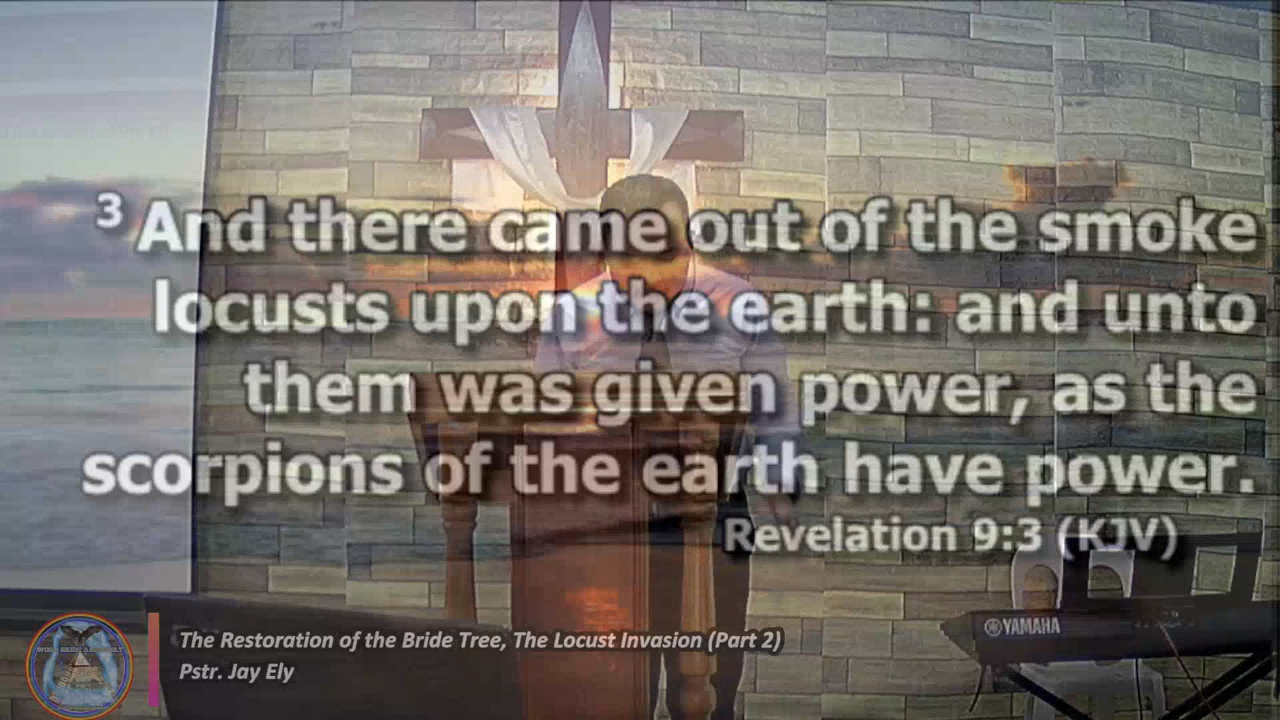 3 And there came out of the smoke
locusts upon the earth: and unto
them was given power, as the
scorpions of the earth have power.
Revelation 9:3 (KJV)
YAMAHA
The Restoration of the Bride Tree, The Locust Invasion (Part 2)
Pstr. Jay Ely